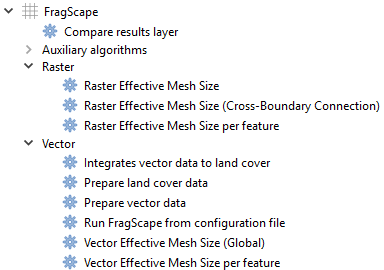 FragScape
Compare results layer
Auxiliary algorithms
Raster
Raster Effective Mesh Size
Raster Effective Mesh Size (Cross-Boundary Connection)
Raster Effective Mesh Size per feature
Vector
Integrates vector data to land cover
Prepare land cover data
Prepare vector data
Run FragScape from configuration file
Vector Effective Mesh Size (Global)
Vector Effective Mesh Size per feature